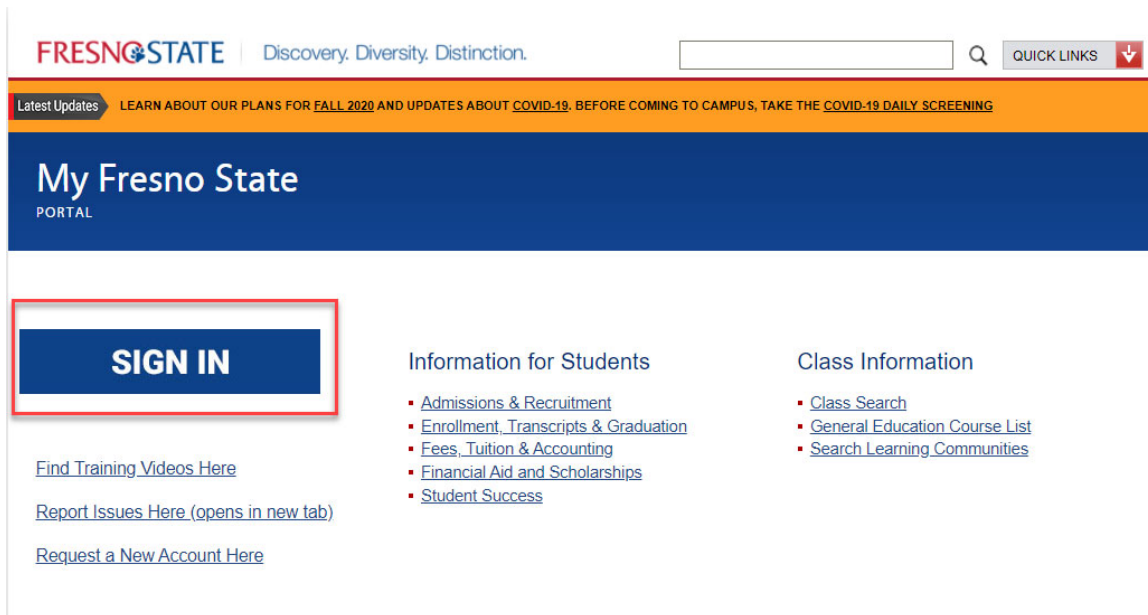 FRESNO STATE
Discovery. Diversity. Distinction.
QUICK LINKS
Latest Updates
LEARN ABOUT OUR PLANS FOR FALL 2020 AND UPDATES ABOUT COVID-19. BEFORE COMING TO CAMPUS, TAKE THE COVID-19 DAILY SCREENING
My Fresno State
PORTAL
SIGN IN
Find Training Videos Here
Report Issues Here (opens in new tab)
Request a New Account Here
Information for Students
Admissions & Recruitment
Enrollment, Transcripts & Graduation
Fees, Tuition & Accounting
Financial Aid and Scholarships
Student Success
Class Information
Class Search
General Education Course List
Search Learning Communities